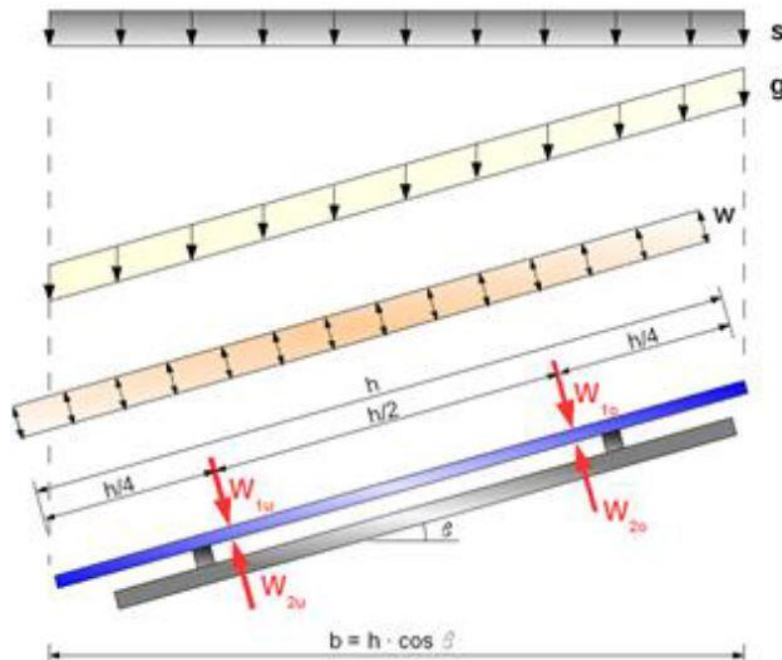 s
g
w
h
h/4
h/2
h/4
W1o
W1u
W2o
W2u
ϐ
b = h · cos ϐ